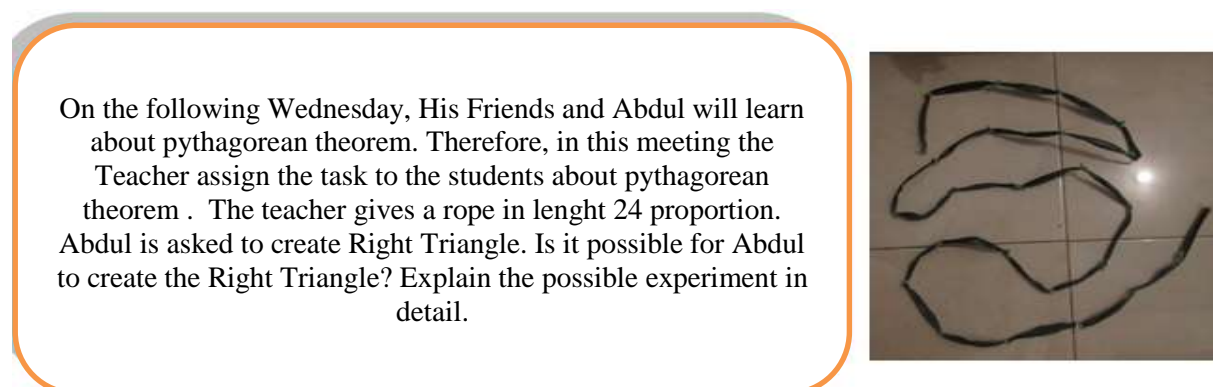 On the following Wednesday, His Friends and Abdul will learn
about pythagorean theorem. Therefore, in this meeting the
Teacher assign the task to the students about pythagorean
theorem . The teacher gives a rope in lenght 24 proportion.
Abdul is asked to create Right Triangle. Is it possible for Abdul
to create the Right Triangle? Explain the possible experiment in
detail.